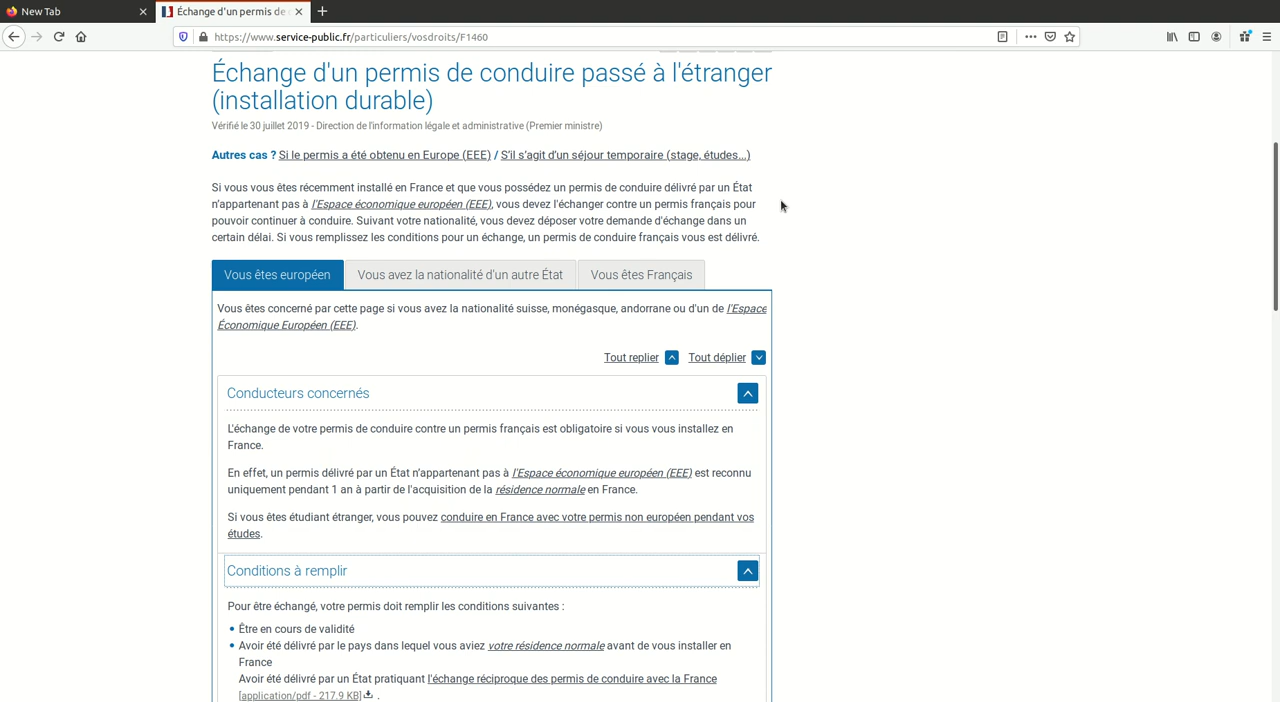 New Tab
Échange d'un permis de c
https://www.service-public.fr/particuliers/vosdroits/F1460
Échange d'un permis de conduire passé à l'étranger
(installation durable)
Vérifié le 30 juillet 2019 - Direction de l'information légale et administrative (Premier ministre)
Autres cas ? Si le permis a été obtenu en Europe (EEE) / S'il s'agit d'un séjour temporaire (stage, études...)
Si vous vous êtes récemment installé en France et que vous possédez un permis de conduire délivré par un État
n'appartenant pas à l'Espace économique européen (EEE), vous devez l'échanger contre un permis français pour
pouvoir continuer à conduire. Suivant votre nationalité, vous devez déposer votre demande d'échange dans un
certain délai. Si vous remplissez les conditions pour un échange, un permis de conduire français vous est délivré.
Vous êtes européen
Vous avez la nationalité d'un autre État
Vous êtes Français
Vous êtes concerné par cette page si vous avez la nationalité suisse, monégasque, andorrane ou d'un de l'Espace
Économique Européen (EEE).
Tout replier Tout déplier
Conducteurs concernés
L'échange de votre permis de conduire contre un permis français est obligatoire si vous vous installez en
France.
En effet, un permis délivré par un État n'appartenant pas à l'Espace économique européen (EEE) est reconnu
uniquement pendant 1 an à partir de l'acquisition de la résidence normale en France.
Si vous êtes étudiant étranger, vous pouvez conduire en France avec votre permis non européen pendant vos
études.
Conditions à remplir
Pour être échangé, votre permis doit remplir les conditions suivantes :
• Être en cours de validité
• Avoir été délivré par le pays dans lequel vous aviez votre résidence normale avant de vous installer en
France
Avoir été délivré par un État pratiquant l'échange réciproque des permis de conduire avec la France
[application/pdf - 217.9 KB] .